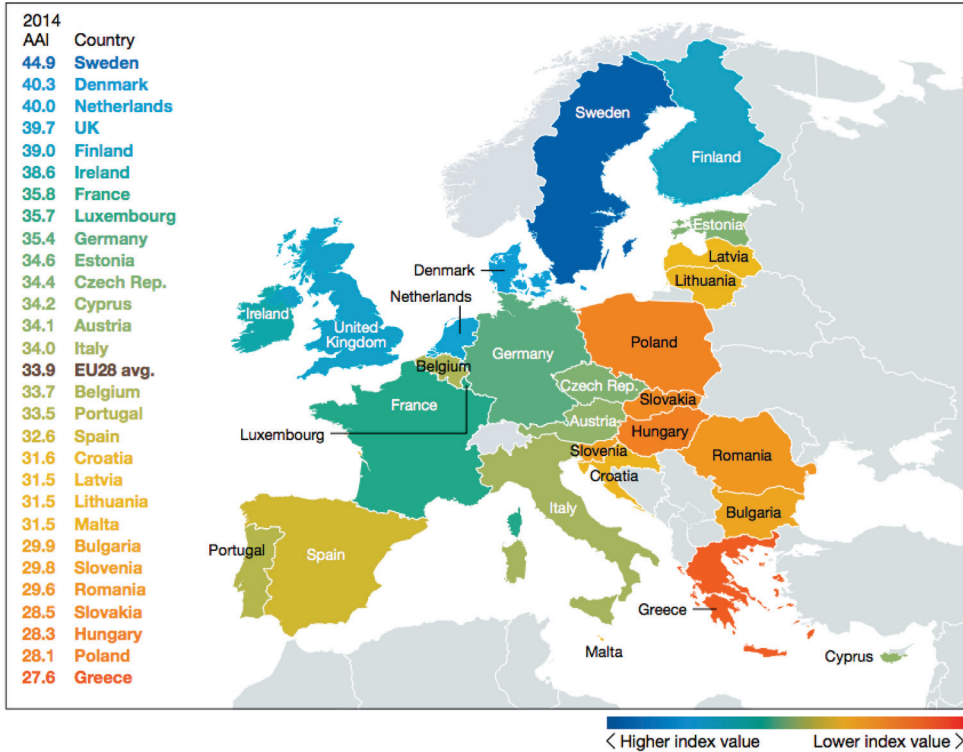 2014
AAI Country
44.9 Sweden
40.3 Denmark
40.0 Netherlands
39.7 UK
39.0 Finland
38.6 Ireland
35.8 France
35.7 Luxembourg
35.4 Germany
34.6 Estonia
34.4 Czech Rep.
34.2 Cyprus
34.1 Austria
34.0 Italy
33.9 EU28 avg.
33.7 Belgium
33.5 Portugal
32.6 Spain
31.6 Croatia
31.5 Latvia
31.5 Lithuania
31.5 Malta
29.9 Bulgaria
29.8 Slovenia
29.6 Romania
28.5 Slovakia
28.3 Hungary
28.1 Poland
27.6 Greece
Sweden
Finland
Estonia
Latvia
Lithuania
Denmark
Netherlands
Ireland
United
Kingdom
Belgium
Germany
Poland
Czech Rep.
Slovakia
France
Austria
Luxembourg
Hungary
Slovenia
Romania
Croatia
Italy
Bulgaria
Portugal
Spain
Greece
Malta
Cyprus
< Higher index value
Lower index value >